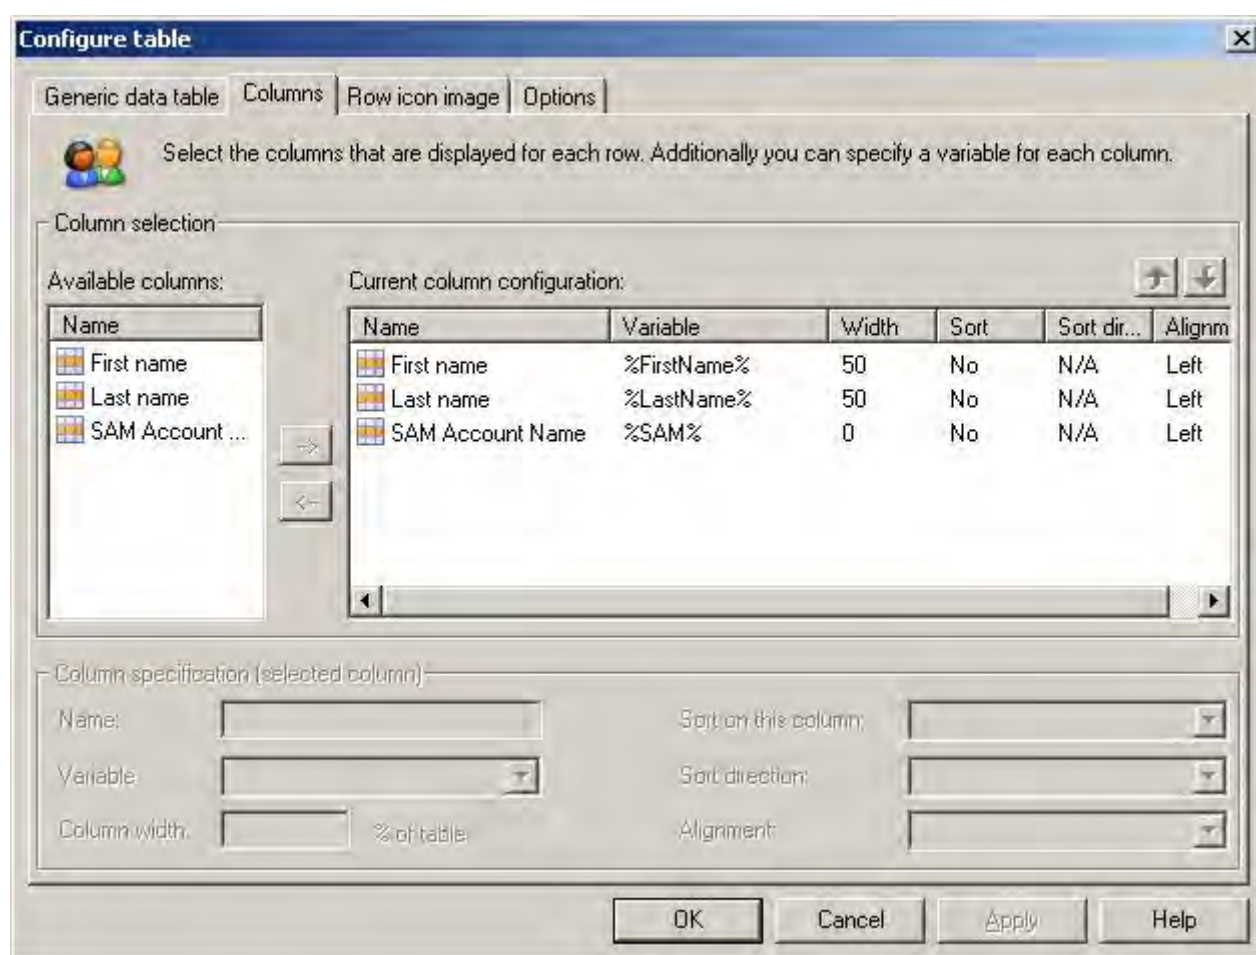 Configure table
Generic data table Columns Row icon image Options
Select the columns that are displayed for each row. Additionally you can specify a variable for each column.
Column selection
Available columns: Current column configuration:
Name Name Variable Width Sort Sort dir... Alignm
First name First name %FirstName% 50 No N/A Left
Last name Last name %LastName% 50 No N/A Left
SAM Account ... SAM Account Name %SAM% 0 No N/A Left
-->
<--
Column specification (selected column)
Name: Sort on this column:
Variable Sort direction:
Column width: % of table Alignment:
OK Cancel Apply Help